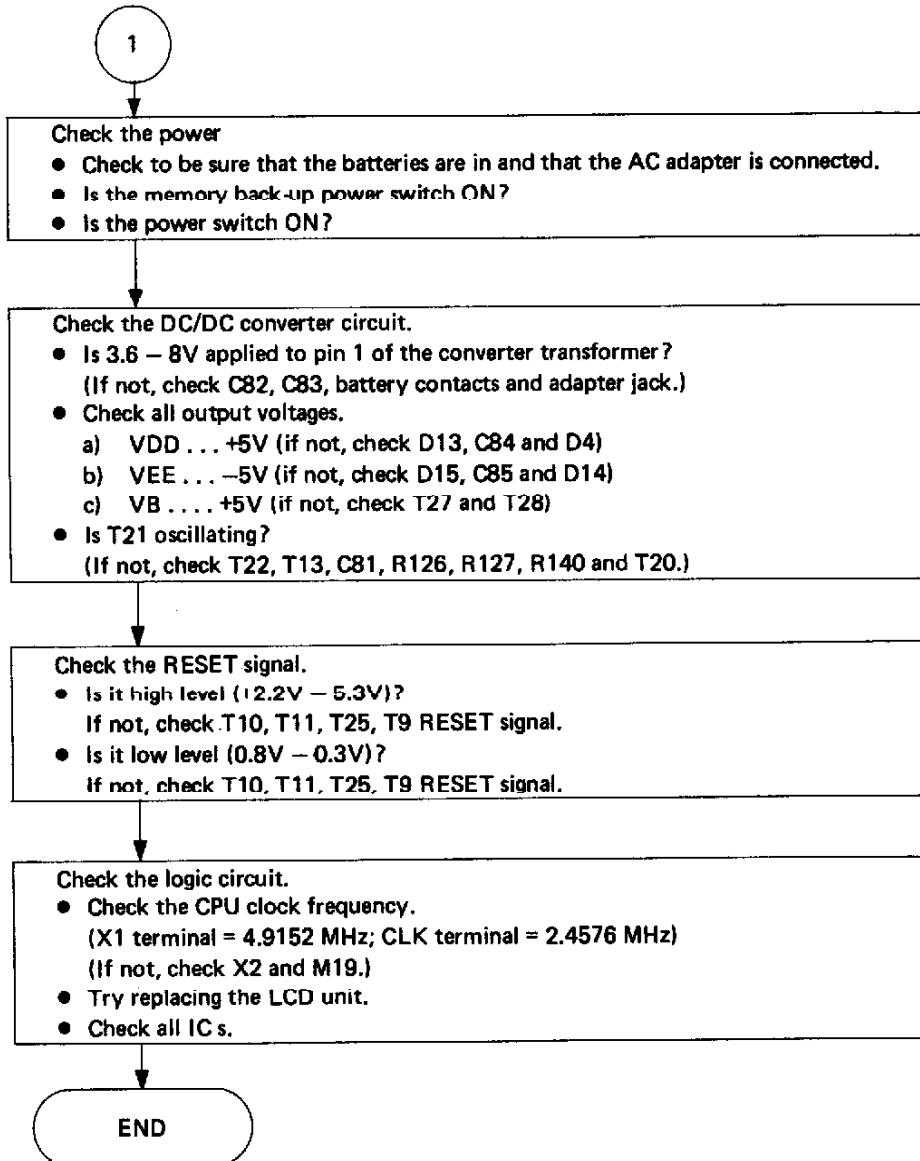 1
Check the power
● Check to be sure that the batteries are in and that the AC adapter is connected.
● Is the memory back-up power switch ON?
● Is the power switch ON?
Check the DC/DC converter circuit.
● Is 3.6 – 8V applied to pin 1 of the converter transformer?
(If not, check C82, C83, battery contacts and adapter jack.)
● Check all output voltages.
a) VDD . . . +5V (if not, check D13, C84 and D4)
b) VEE . . . –5V (if not, check D15, C85 and D14)
c) VB . . . . +5V (if not, check T27 and T28)
● Is T21 oscillating?
(If not, check T22, T13, C81, R126, R127, R140 and T20.)
Check the RESET signal.
● Is it high level (+2.2V – 5.3V)?
If not, check T10, T11, T25, T9 RESET signal.
● Is it low level (0.8V – 0.3V)?
If not, check T10, T11, T25, T9 RESET signal.
Check the logic circuit.
● Check the CPU clock frequency.
(X1 terminal = 4.9152 MHz; CLK terminal = 2.4576 MHz)
(If not, check X2 and M19.)
● Try replacing the LCD unit.
● Check all ICs.
END